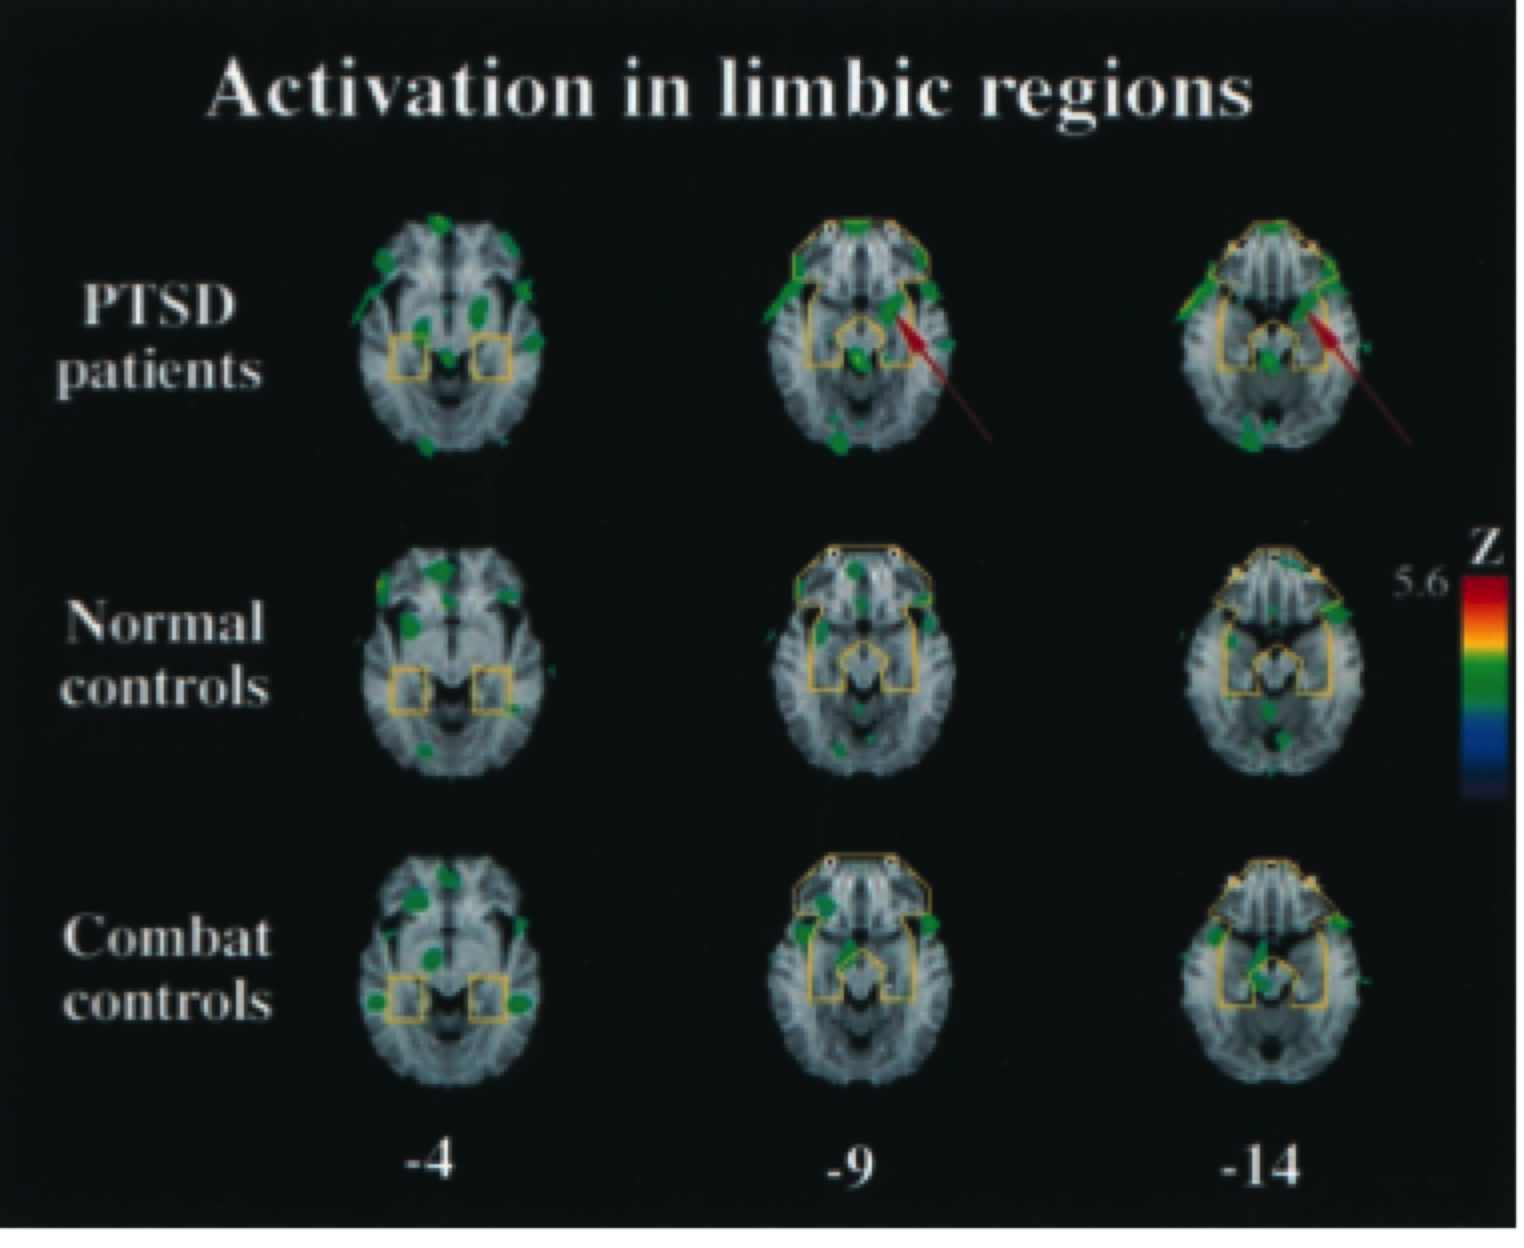 Activation in limbic regions
PTSD
patients
Normal
controls
Z
5.6
Combat
controls
-4
-9
-14